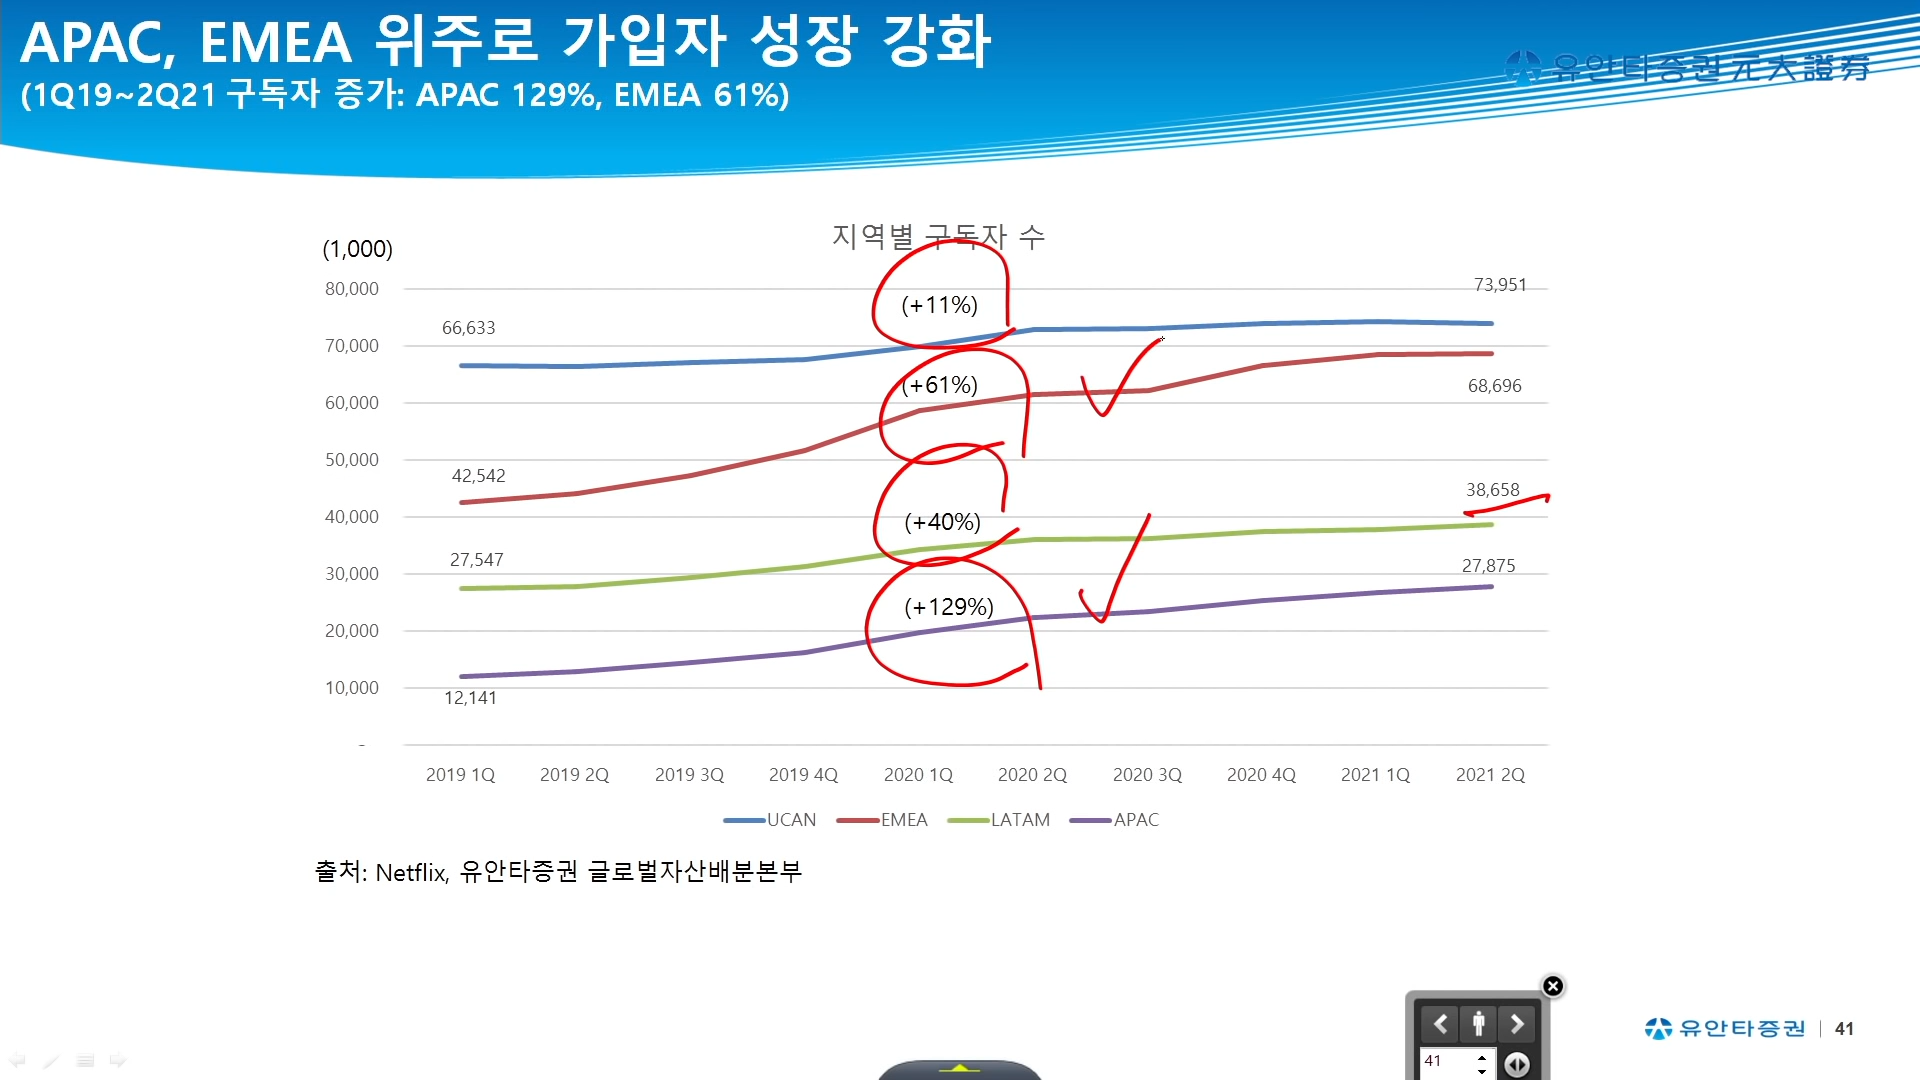 APAC, EMEA 위주로 가입자 성장 강화
(1Q19~2Q21 구독자 증가: APAC 129%, EMEA 61%)
유안타증권 元大證券
지역별 구독자 수
(1,000)
80,000
70,000
60,000
50,000
40,000
30,000
20,000
10,000
-
66,633
(+11%)
73,951
42,542
(+61%)
68,696
27,547
(+40%)
38,658
12,141
(+129%)
27,875
2019 1Q 2019 2Q 2019 3Q 2019 4Q 2020 1Q 2020 2Q 2020 3Q 2020 4Q 2021 1Q 2021 2Q
UCAN EMEA LATAM APAC
출처: Netflix, 유안타증권 글로벌자산배분본부
유안타증권 | 41
41